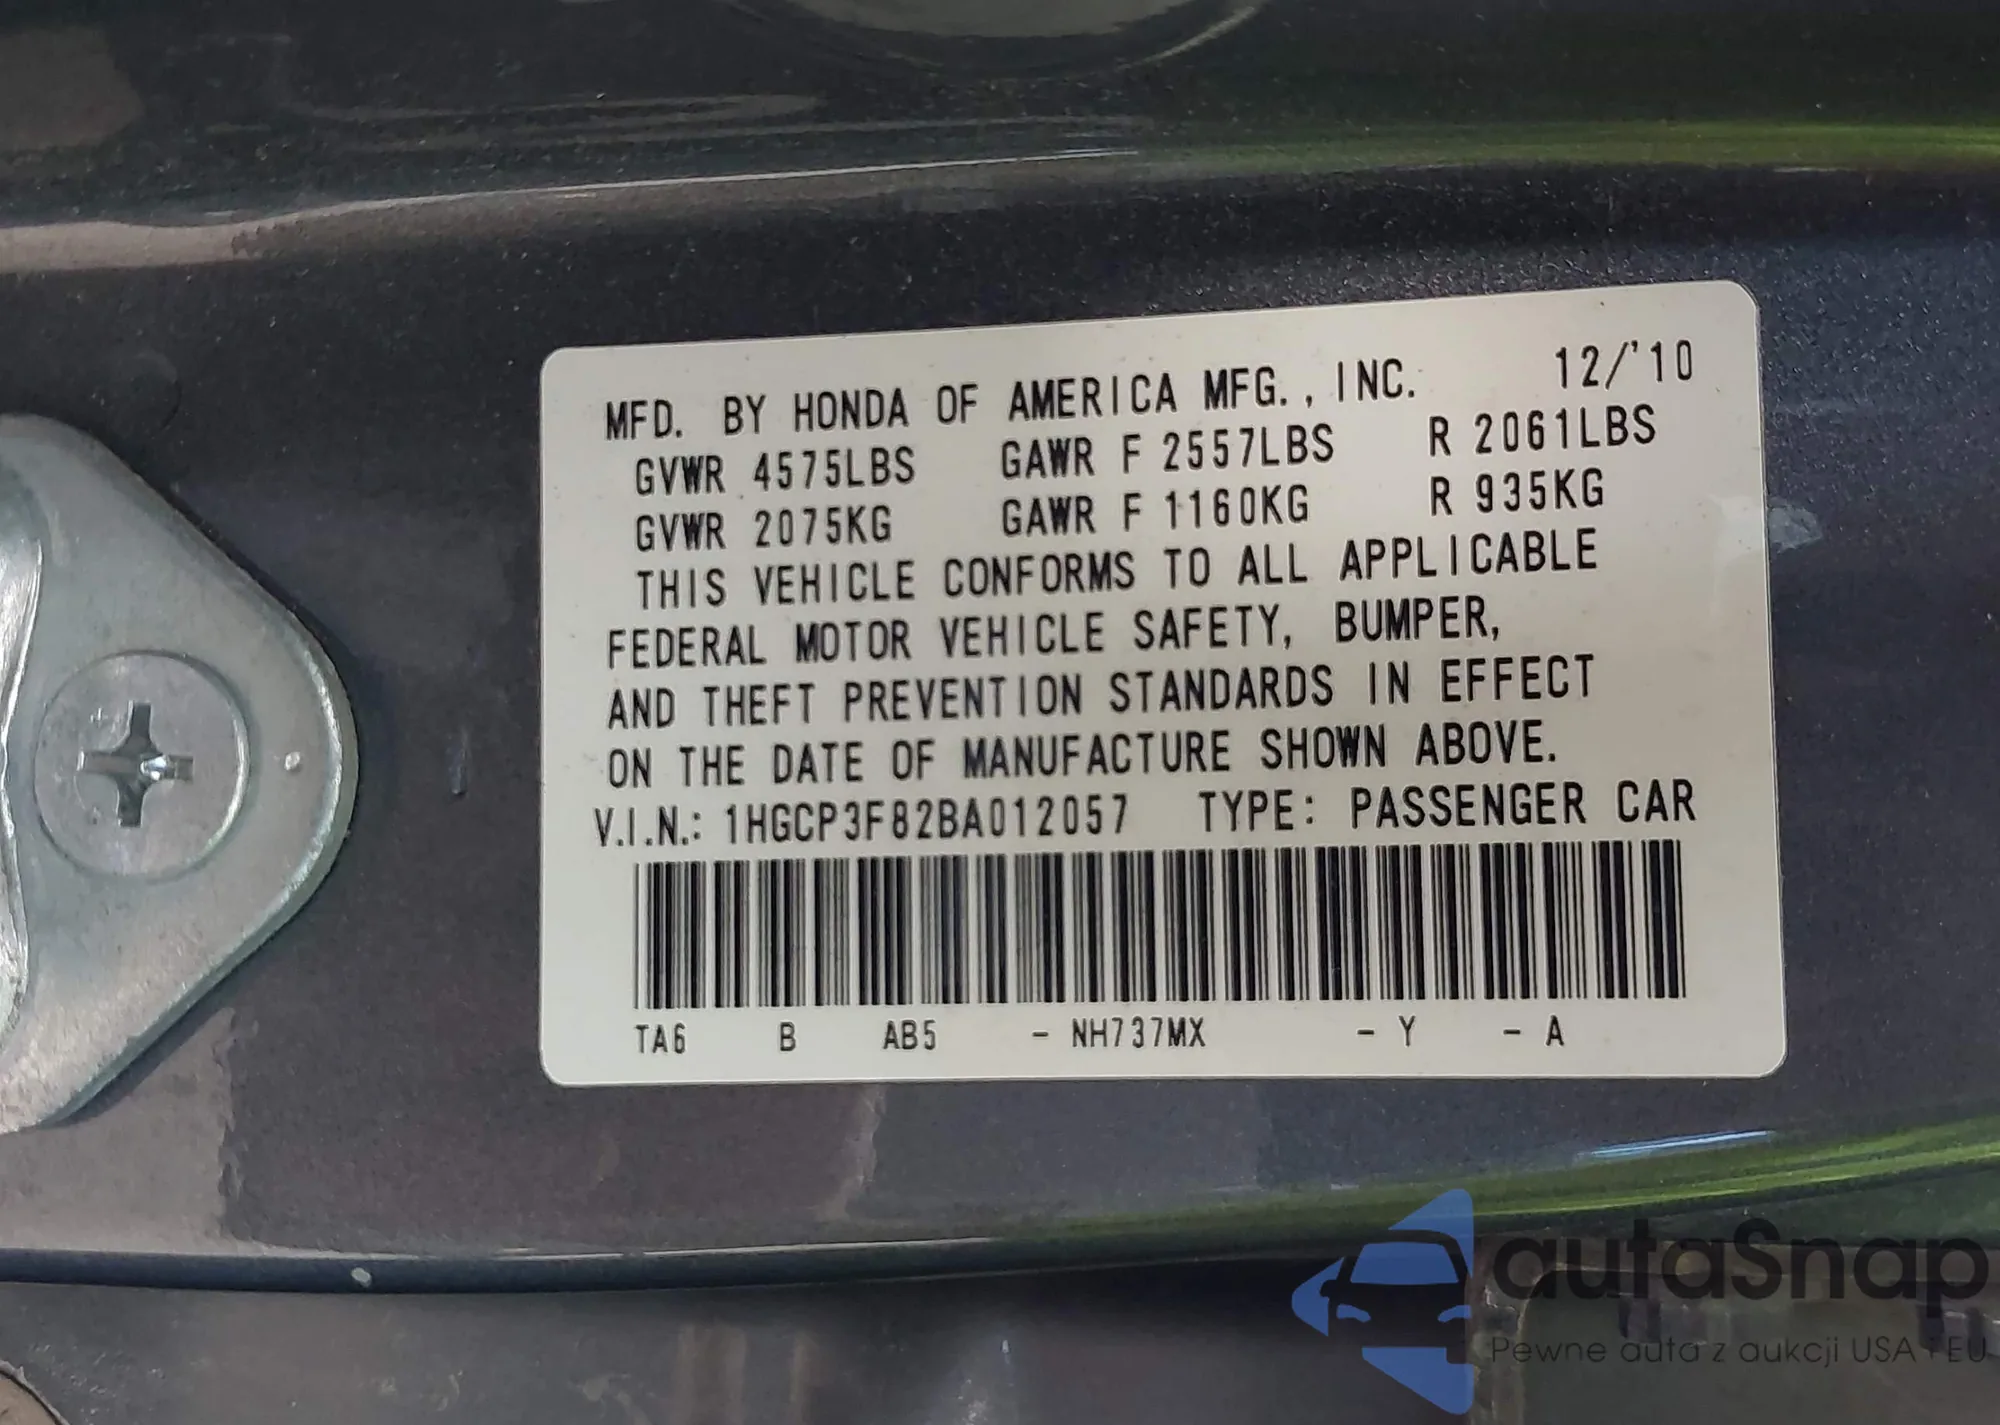 MFD. BY HONDA OF AMERICA MFG., INC. 12/'10
GVWR 4575LBS GAWR F 2557LBS R 2061LBS
GVWR 2075KG GAWR F 1160KG R 935KG
THIS VEHICLE CONFORMS TO ALL APPLICABLE
FEDERAL MOTOR VEHICLE SAFETY, BUMPER,
AND THEFT PREVENTION STANDARDS IN EFFECT
ON THE DATE OF MANUFACTURE SHOWN ABOVE.
V.I.N.: 1HGCP3F82BA012057 TYPE: PASSENGER CAR
TA6 B AB5 - NH737MX - Y - A
autaSnap
Pewne auta z aukcji USA i EU